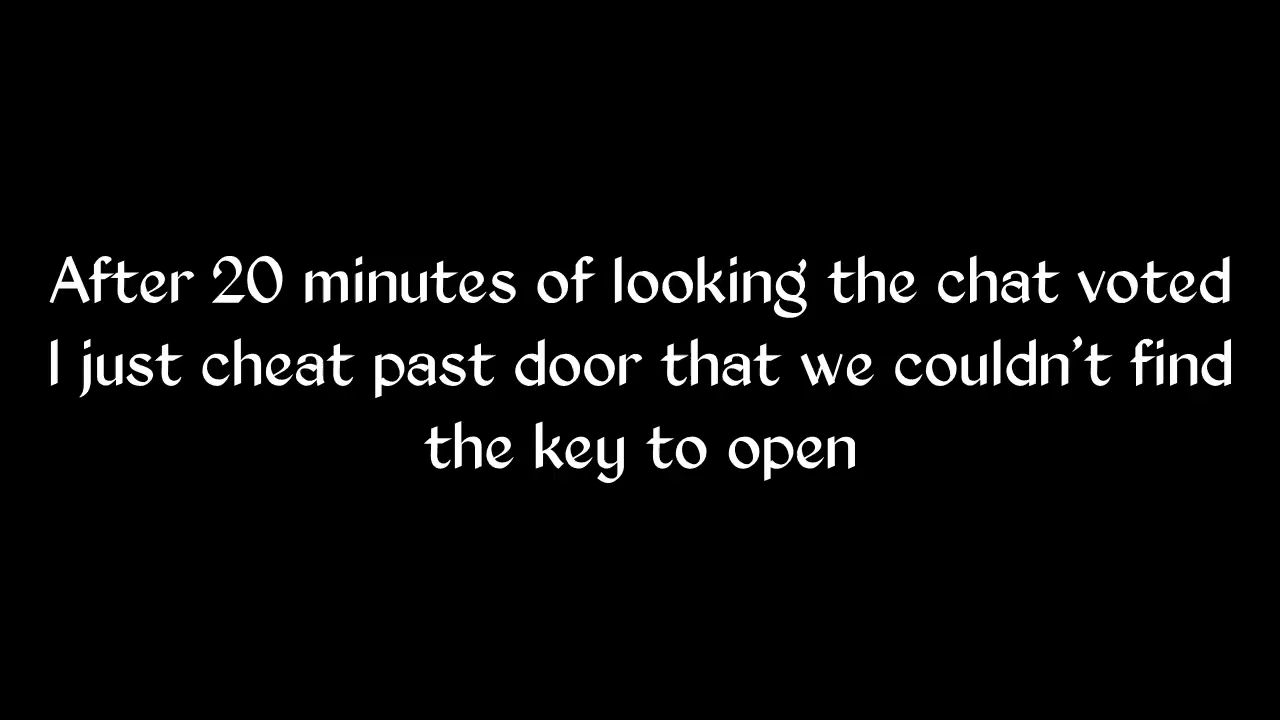 After 20 minutes of looking the chat voted
I just cheat past door that we couldn't find
the key to open